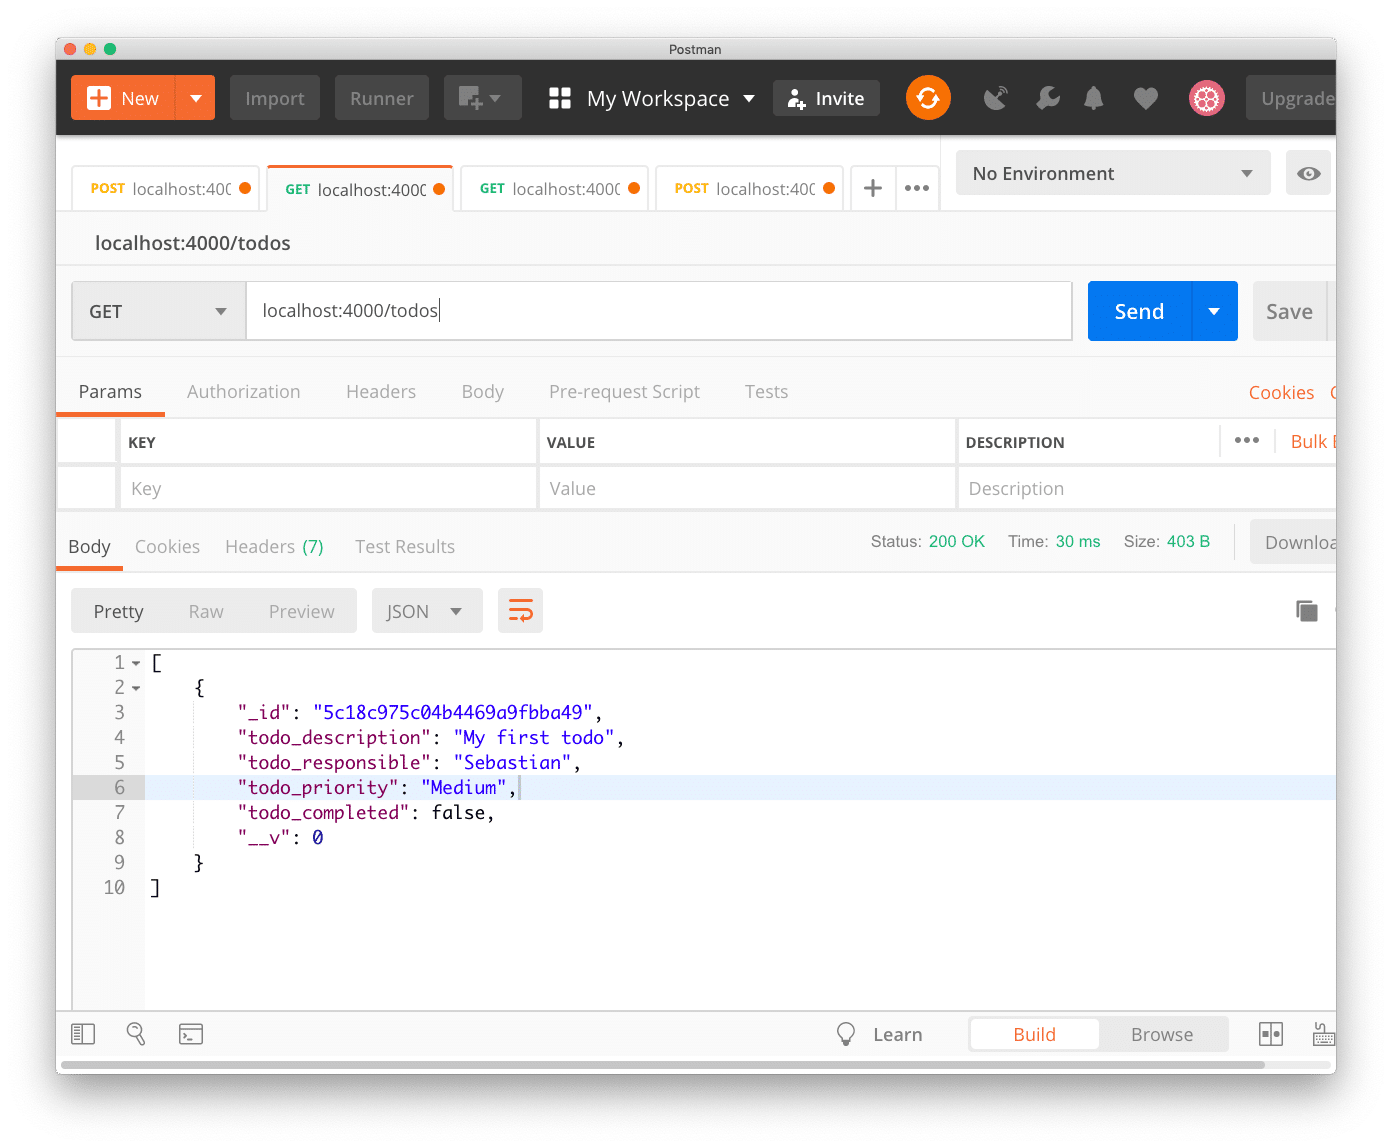 Postman
New Import Runner My Workspace Invite Upgrade
POST localhost:400 GET localhost:4000 GET localhost:4000 POST localhost:400 No Environment
localhost:4000/todos
GET localhost:4000/todos Send Save
Params Authorization Headers Body Pre-request Script Tests Cookies
KEY VALUE DESCRIPTION Bulk
Key Value Description
Body Cookies Headers (7) Test Results Status: 200 OK Time: 30 ms Size: 403 B Downloa
Pretty Raw Preview JSON
1 [
2 {
3 "_id": "5c18c975c04b4469a9fbba49",
4 "todo_description": "My first todo",
5 "todo_responsible": "Sebastian",
6 "todo_priority": "Medium",
7 "todo_completed": false,
8 "__v": 0
9 }
10 ]
Learn Build Browse